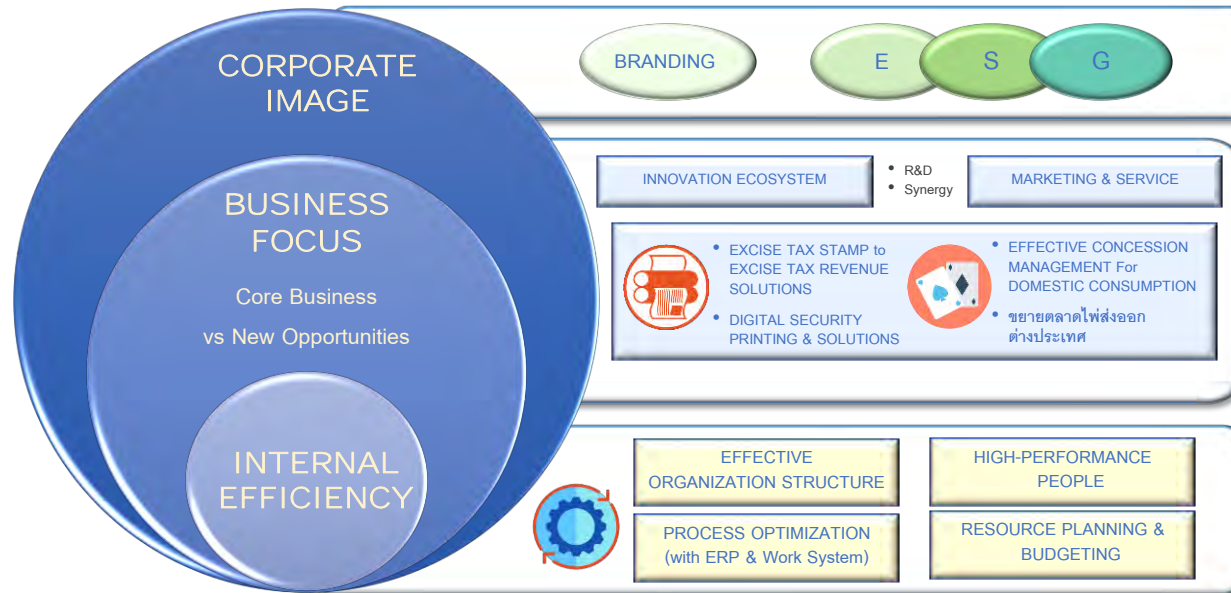 CORPORATE
IMAGE
BRANDING
E
S
G
BUSINESS
FOCUS
Core Business
vs New Opportunities
INNOVATION ECOSYSTEM
• R&D
• Synergy
MARKETING & SERVICE
• EXCISE TAX STAMP to
EXCISE TAX REVENUE
SOLUTIONS
• DIGITAL SECURITY
PRINTING & SOLUTIONS
• EFFECTIVE CONCESSION
MANAGEMENT For
DOMESTIC CONSUMPTION
• ขยายตลาดไพ่ส่งออก
ต่างประเทศ
INTERNAL
EFFICIENCY
EFFECTIVE
ORGANIZATION STRUCTURE
HIGH-PERFORMANCE
PEOPLE
PROCESS OPTIMIZATION
(with ERP & Work System)
RESOURCE PLANNING &
BUDGETING